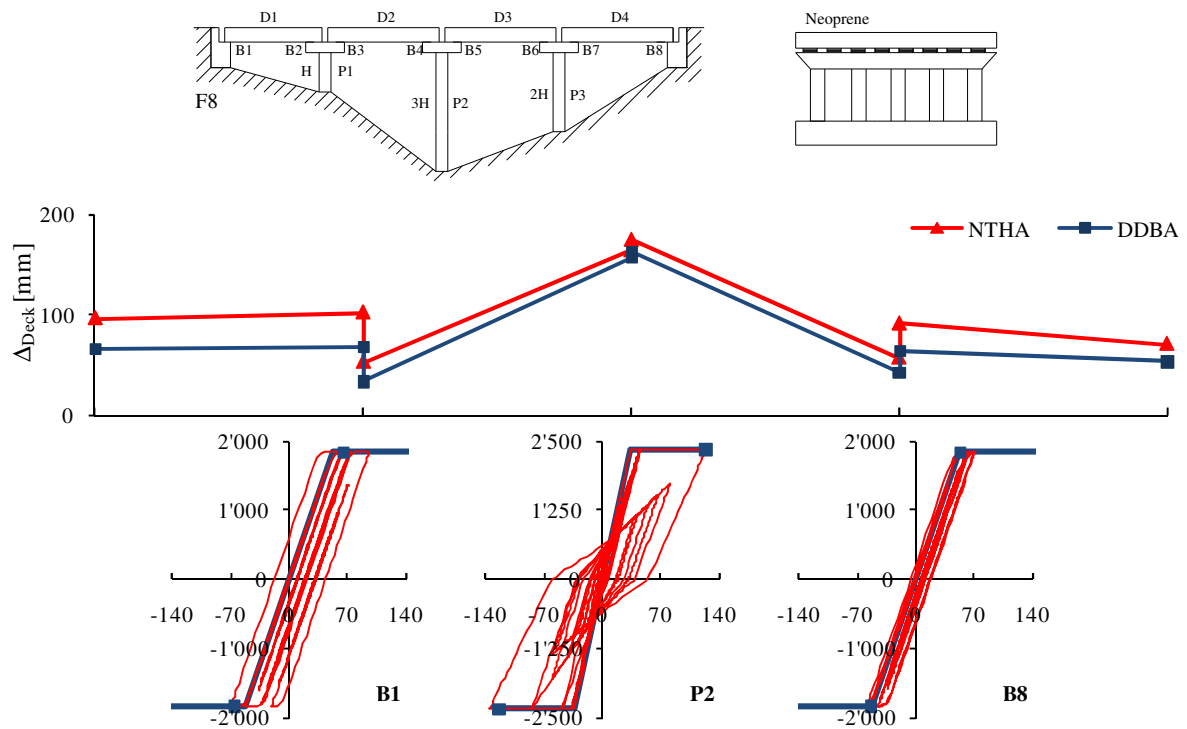 D1 D2 D3 D4 Neoprene
B1 B2 B3 B4 B5 B6 B7 B8
H P1
F8 3H P2 2H P3
200
NTHA DDBA
100
ΔDeck [mm]
0
2'000 2'500 2'000
1'000 1'250 1'000
0 0 0
-140 -70 0 70 140 -140 -70 0 70 140 -140 -70 0 70 140
-1'000 -1'250 -1'000
B1 P2 B8
-2'000 -2'500 -2'000